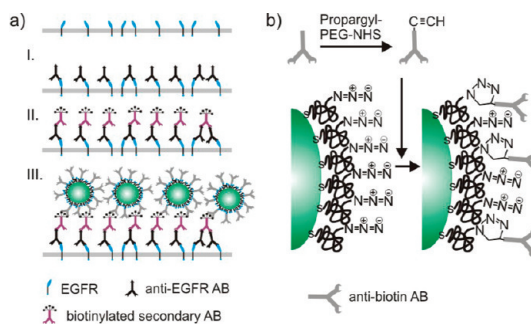 a)
I.
II.
III.
EGFR
anti-EGFR AB
biotinylated secondary AB
b)
Propargyl-
PEG-NHS
C≡CH
N=N=N
N=N=N
N=N=N
N=N=N
N=N=N
S
S
S
S
S
S
N=N
N
N=N=N
N=N
N
N=N=N
N=N=N
N=N
N
S
S
S
S
S
S
anti-biotin AB